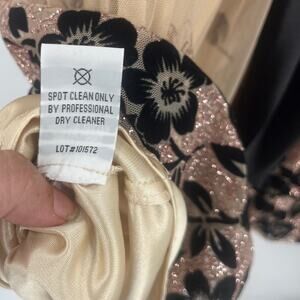 SPOT CLEAN ONLY
BY PROFESSIONAL
DRY CLEANER
LOT#101572